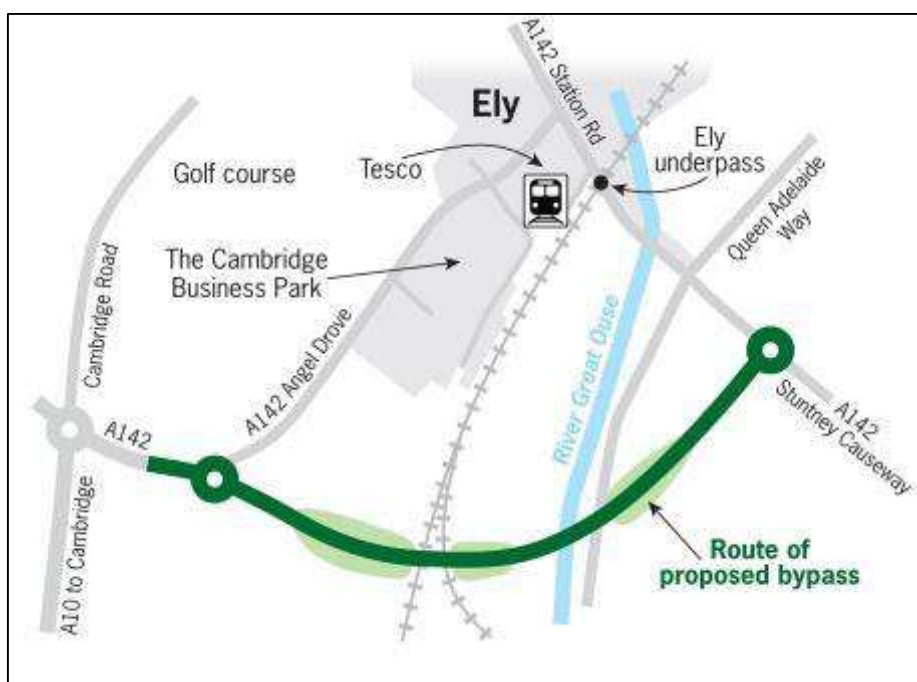 A142 Station Rd
Ely
Ely
underpass
Tesco
Golf course
Queen Adelaide
Way
The Cambridge
Business Park
Cambridge Road
A142 Angel Drove
River Great Ouse
A142
A142
Stuntney Causeway
Route of
proposed bypass
A10 to Cambridge